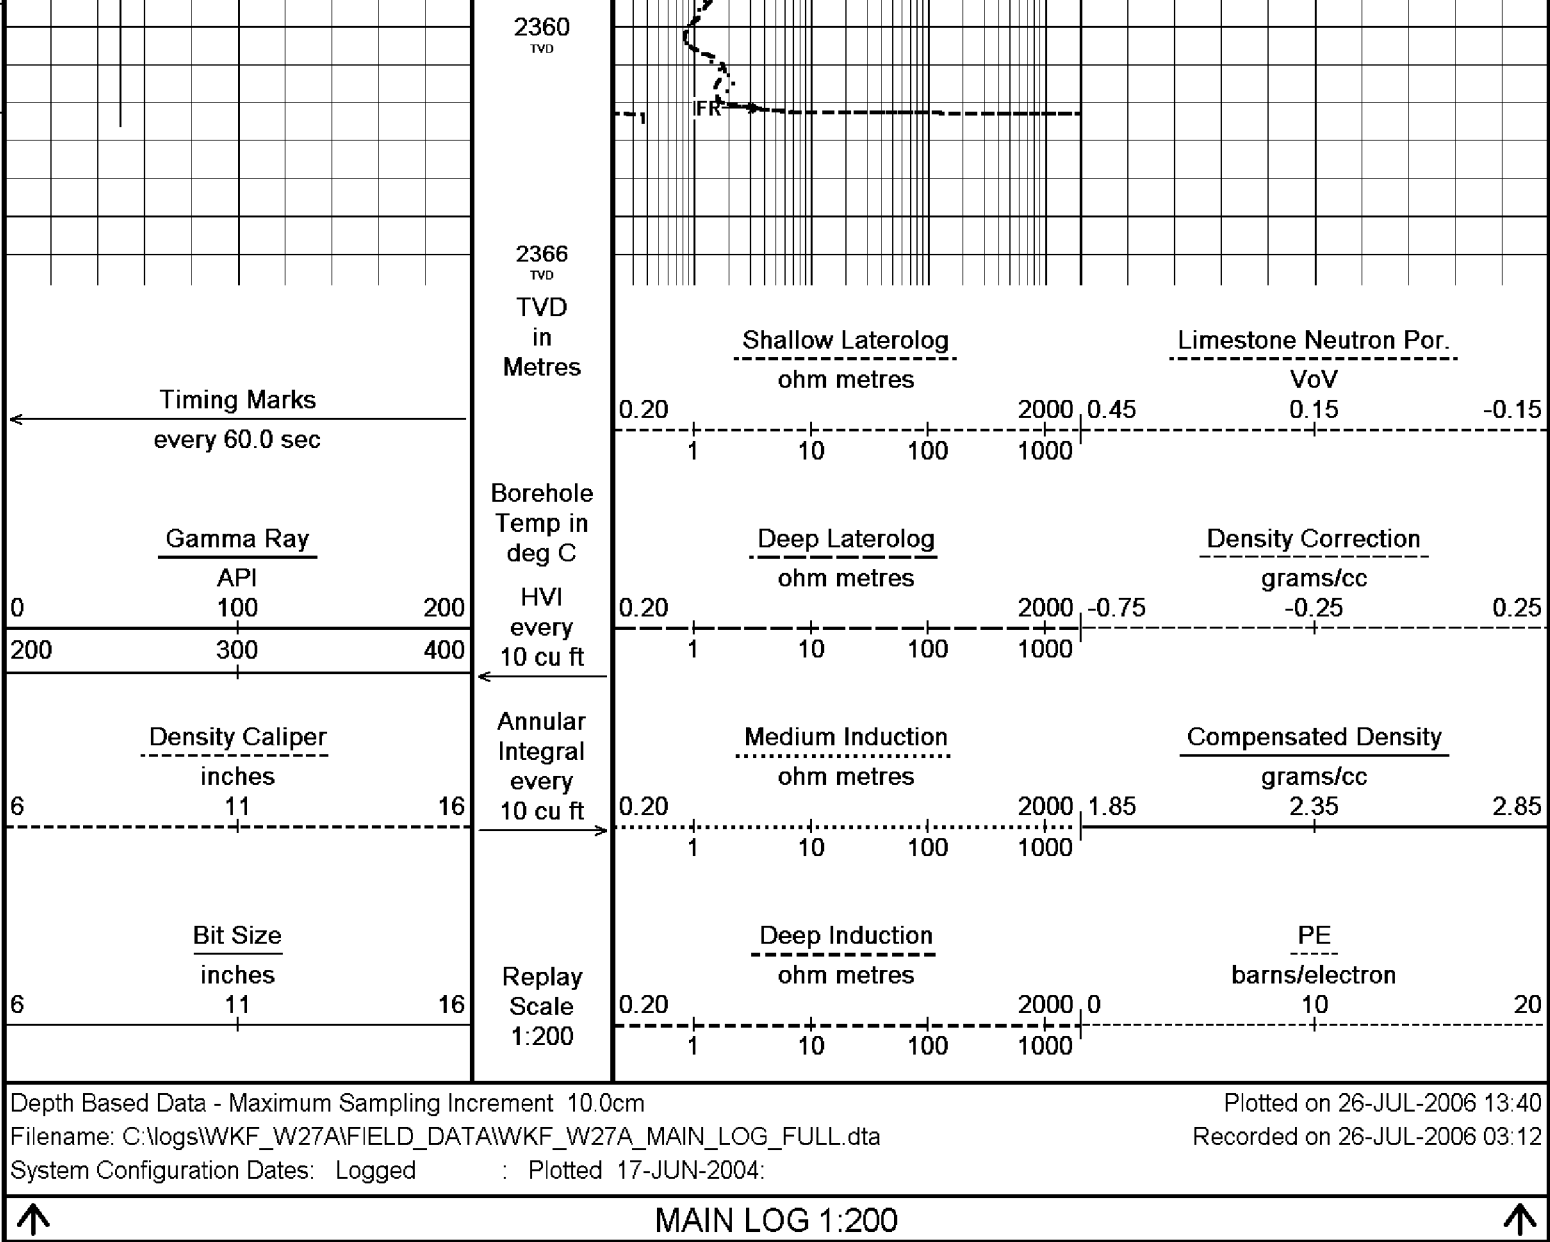 2360
TVD
FR
2366
TVD
TVD
in
Metres
Timing Marks
every 60.0 sec
Gamma Ray
API
0 100 200
200 300 400
Density Caliper
inches
6 11 16
Bit Size
inches
6 11 16
Borehole
Temp in
deg C
HVI
every
10 cu ft
Annular
Integral
every
10 cu ft
Replay
Scale
1:200
Shallow Laterolog
ohm metres
0.20 2000
1 10 100 1000
Deep Laterolog
ohm metres
0.20 2000
1 10 100 1000
Medium Induction
ohm metres
0.20 2000
1 10 100 1000
Deep Induction
ohm metres
0.20 2000
1 10 100 1000
Limestone Neutron Por.
VoV
0.45 0.15 -0.15
Density Correction
grams/cc
-0.75 -0.25 0.25
Compensated Density
grams/cc
1.85 2.35 2.85
PE
barns/electron
0 10 20
Depth Based Data - Maximum Sampling Increment 10.0cm
Plotted on 26-JUL-2006 13:40
Filename: C:\logs\WKF_W27A\FIELD_DATA\WKF_W27A_MAIN_LOG_FULL.dta
Recorded on 26-JUL-2006 03:12
System Configuration Dates: Logged : Plotted 17-JUN-2004:
MAIN LOG 1:200